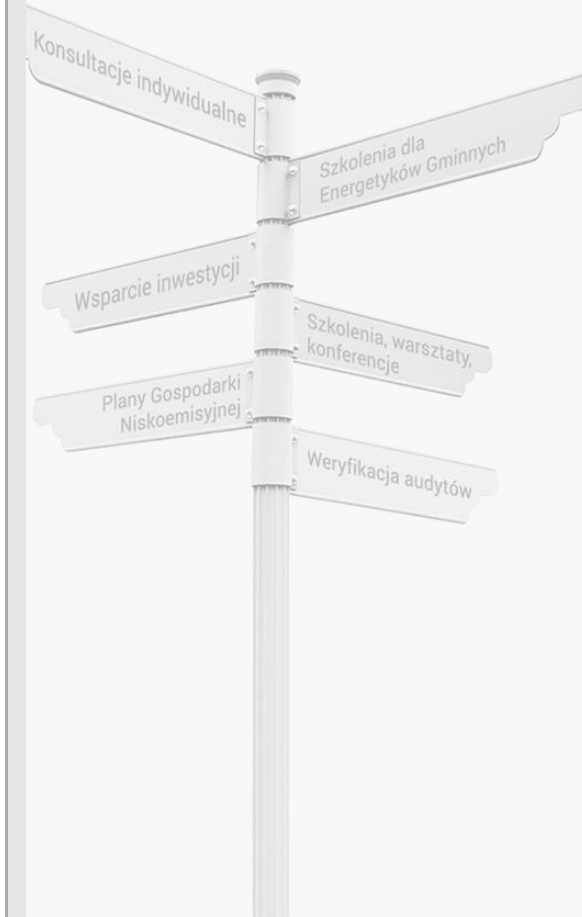 Konsultacje indywidualne
Szkolenia dla
Energetyków Gminnych
Wsparcie inwestycji
Szkolenia, warsztaty,
konferencje
Plany Gospodarki
Niskoemisyjnej
Weryfikacja audytów